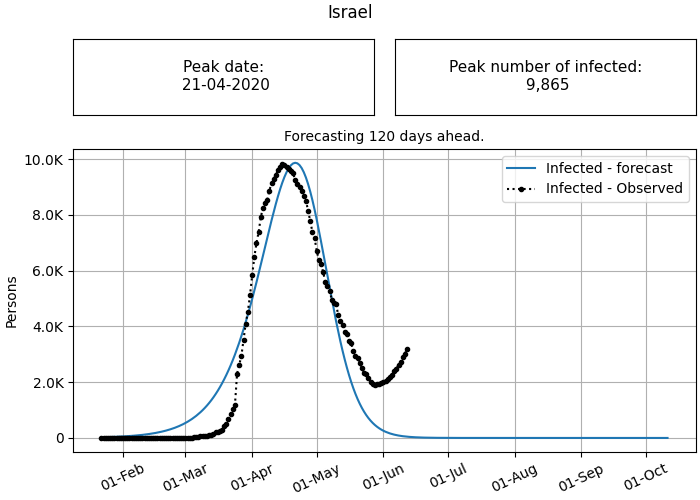 Israel
Peak date:
21-04-2020
Peak number of infected:
9,865
Forecasting 120 days ahead.
Infected - forecast
Infected - Observed
Persons
10.0K
8.0K
6.0K
4.0K
2.0K
0
01-Feb
01-Mar
01-Apr
01-May
01-Jun
01-Jul
01-Aug
01-Sep
01-Oct